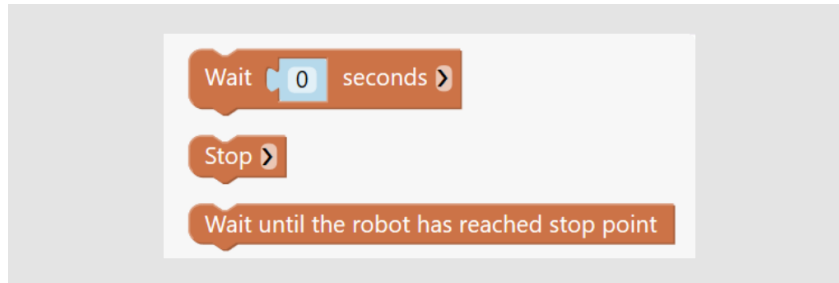 Wait 0 seconds
Stop
Wait until the robot has reached stop point